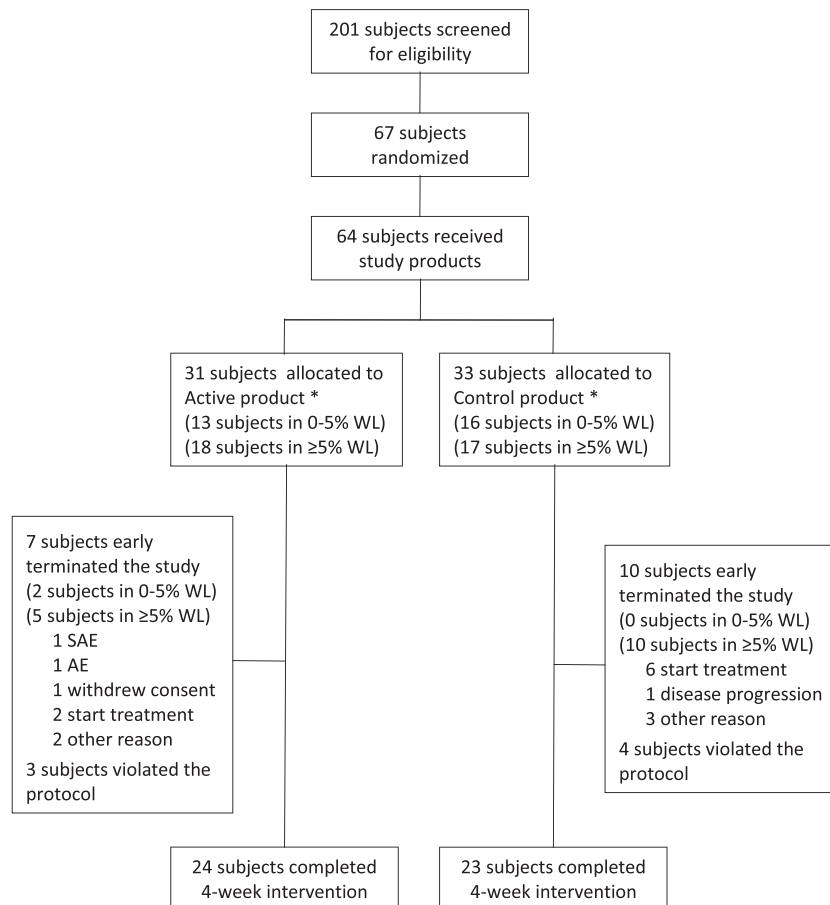 201 subjects screened
for eligibility
67 subjects
randomized
64 subjects received
study products
31 subjects  allocated to
Active product *
(13 subjects in 0-5% WL)
(18 subjects in ≥5% WL)
33 subjects  allocated to
Control product *
(16 subjects in 0-5% WL)
(17 subjects in ≥5% WL)
7 subjects early
terminated the study
(2 subjects in 0-5% WL)
(5 subjects in ≥5% WL)
1 SAE
1 AE
1 withdrew consent
2 start treatment
2 other reason
3 subjects violated the
protocol
10 subjects early
terminated the study
(0 subjects in 0-5% WL)
(10 subjects in ≥5% WL)
6 start treatment
1 disease progression
3 other reason
4 subjects violated the
protocol
24 subjects completed
4-week intervention
23 subjects completed
4-week intervention